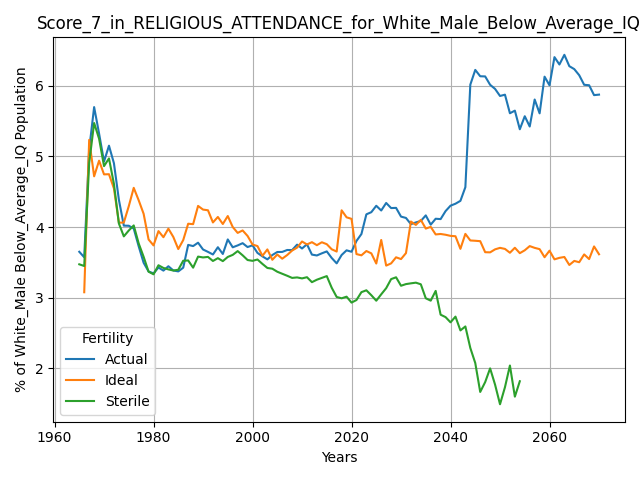 Score_7_in_RELIGIOUS_ATTENDANCE_for_White_Male_Below_Average_IQ
% of White_Male Below_Average_IQ Population
6
5
4
3
2
Fertility
Actual
Ideal
Sterile
1960 1980 2000 2020 2040 2060
Years